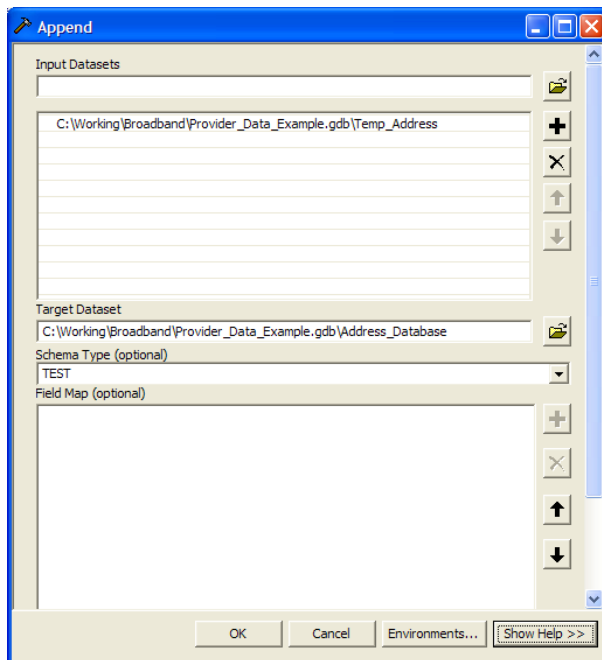 Append
Input Datasets
C:\Working\Broadband\Provider_Data_Example.gdb\Temp_Address
Target Dataset
C:\Working\Broadband\Provider_Data_Example.gdb\Address_Database
Schema Type (optional)
TEST
Field Map (optional)
OK Cancel Environments... Show Help >>